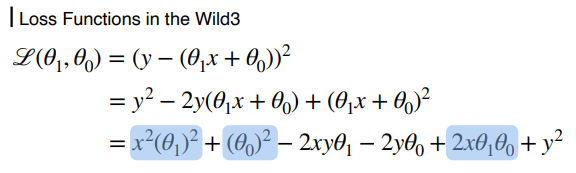 | Loss Functions in the Wild3
ℒ(θ₁, θ₀) = (y − (θ₁x + θ₀))²
= y² − 2y(θ₁x + θ₀) + (θ₁x + θ₀)²
= x²(θ₁)² + (θ₀)² − 2xyθ₁ − 2yθ₀ + 2xθ₁θ₀ + y²